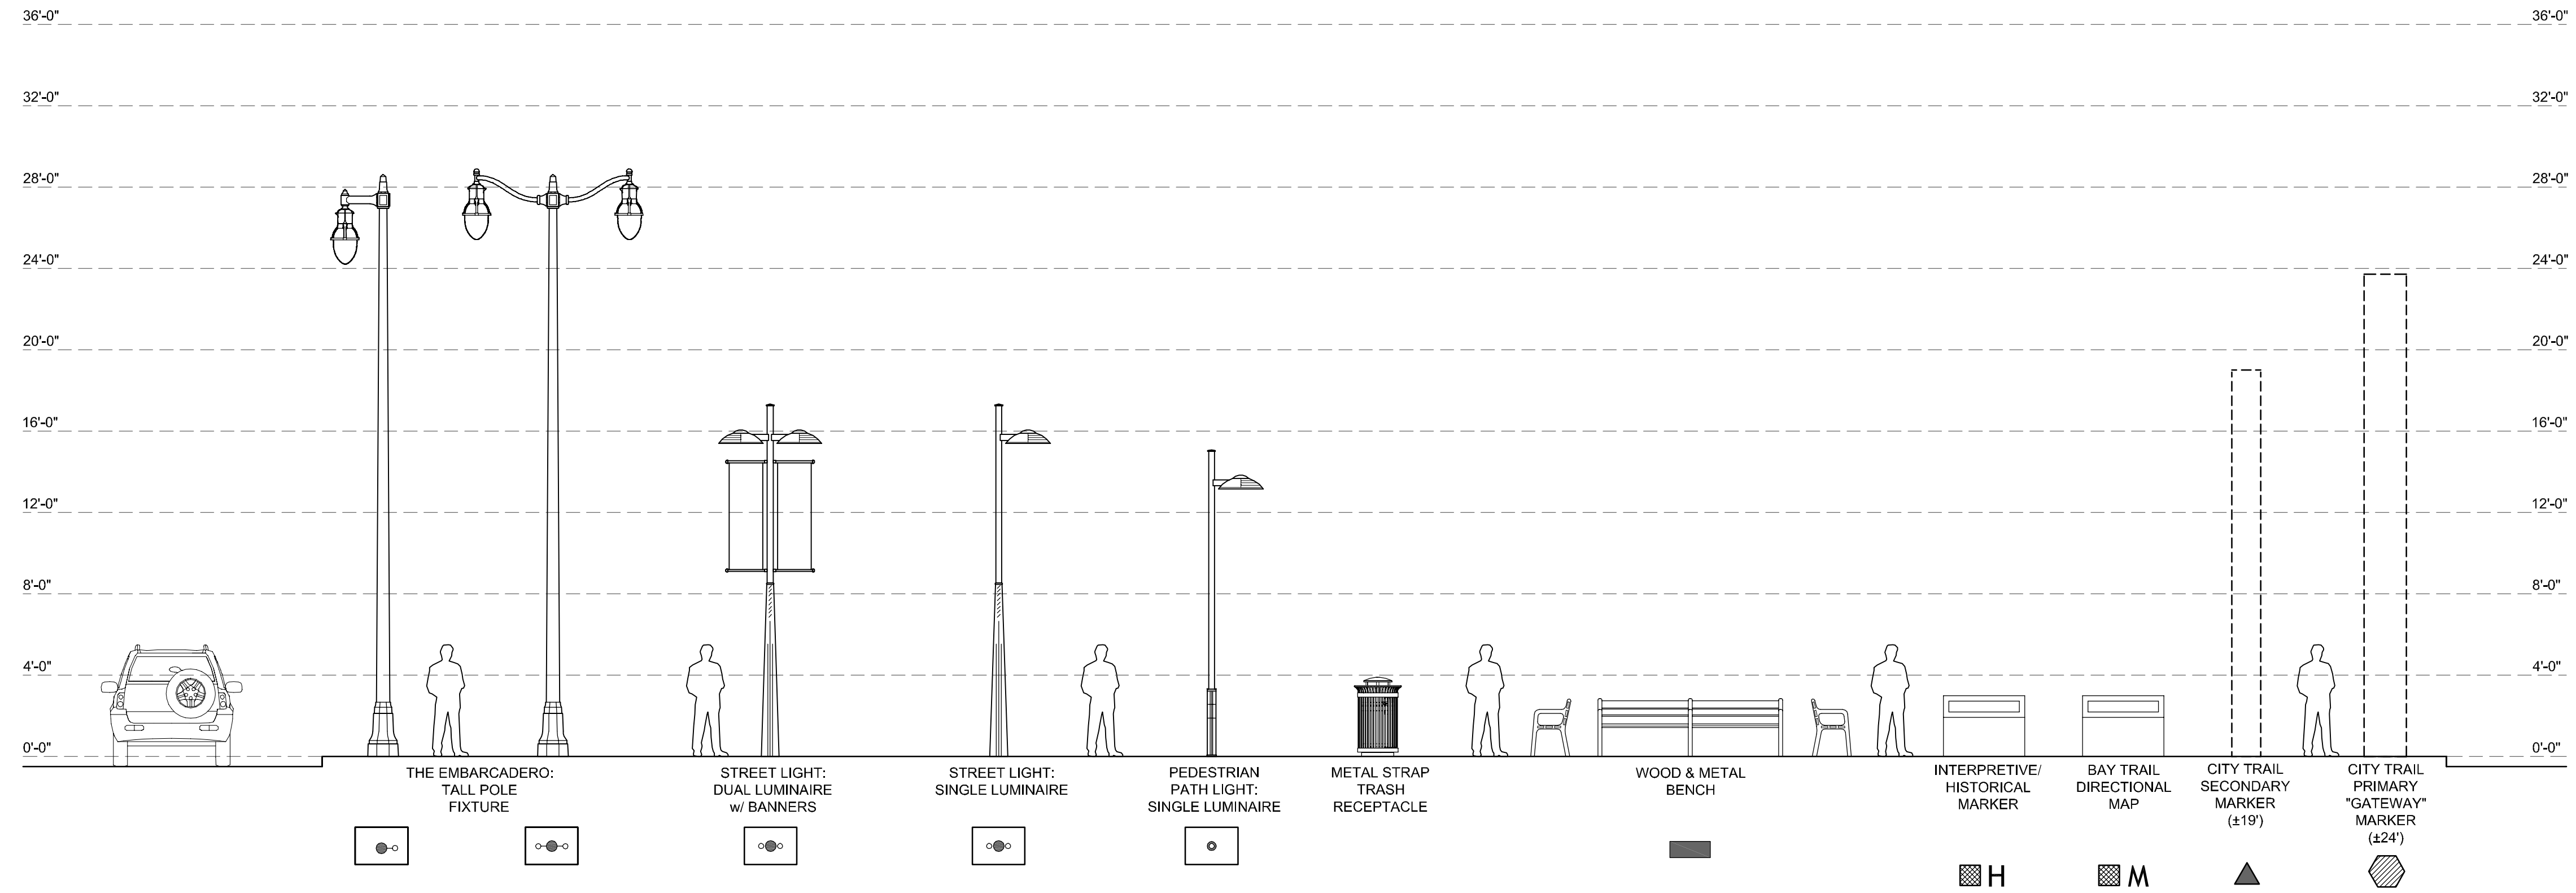 36'-0" 36'-0"
32'-0" 32'-0"
28'-0" 28'-0"
24'-0" 24'-0"
20'-0" 20'-0"
16'-0" 16'-0"
12'-0" 12'-0"
8'-0" 8'-0"
4'-0" 4'-0"
0'-0" 0'-0"
THE EMBARCADERO:
TALL POLE
FIXTURE
STREET LIGHT:
DUAL LUMINAIRE
w/ BANNERS
STREET LIGHT:
SINGLE LUMINAIRE
PEDESTRIAN
PATH LIGHT:
SINGLE LUMINAIRE
METAL STRAP
TRASH
RECEPTACLE
WOOD & METAL
BENCH
INTERPRETIVE/
HISTORICAL
MARKER
H
BAY TRAIL
DIRECTIONAL
MAP
M
CITY TRAIL
SECONDARY
MARKER
(±19')
CITY TRAIL
PRIMARY
"GATEWAY"
MARKER
(±24')